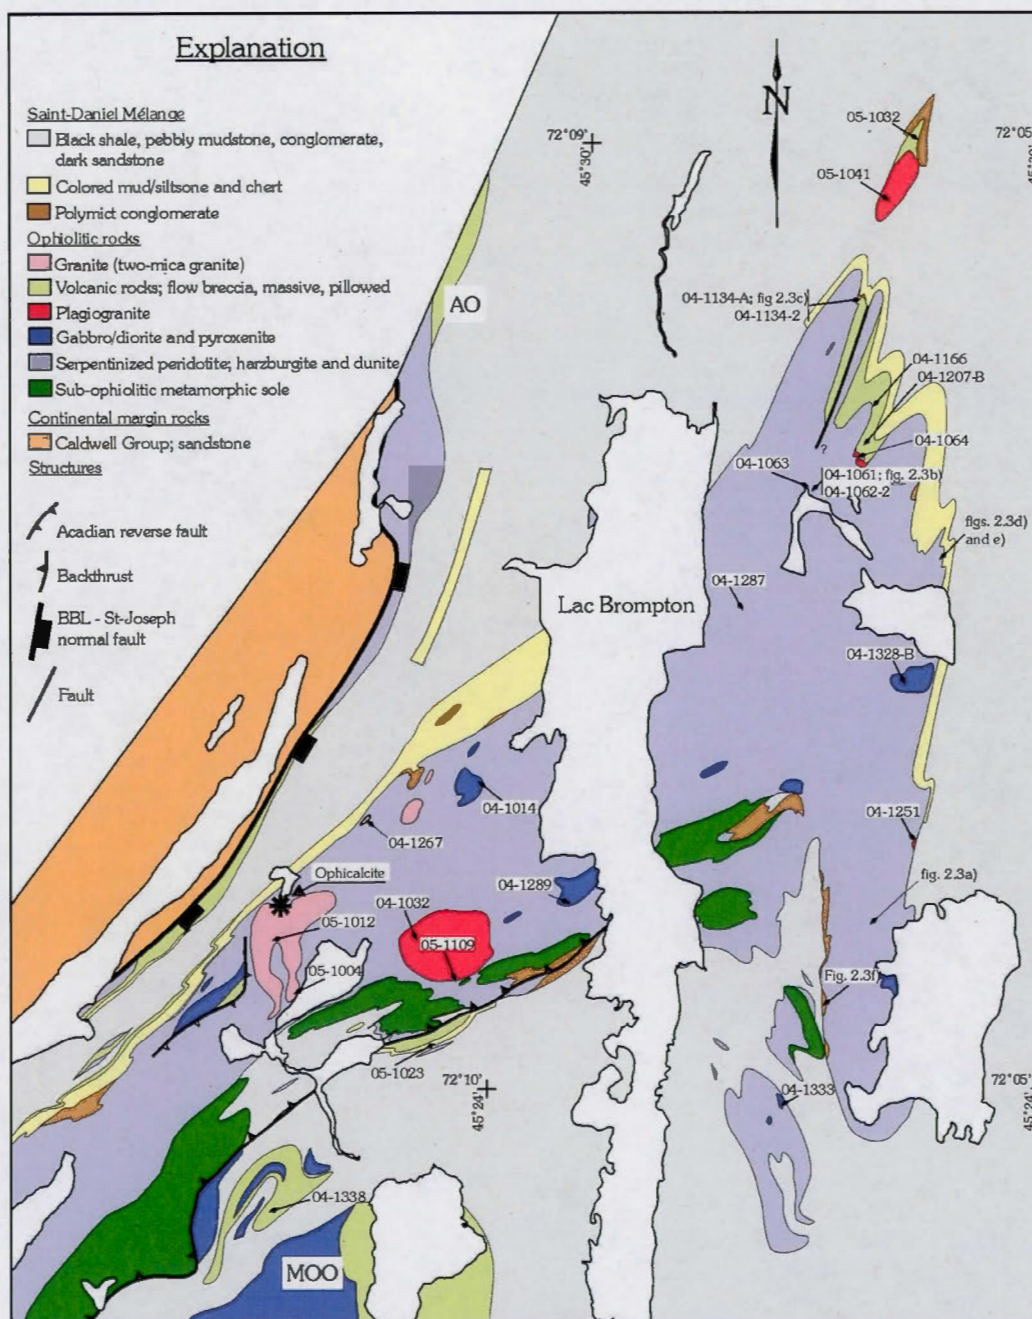 Explanation
Saint-Daniel Mélange
Black shale, pebbly mudstone, conglomerate,
dark sandstone
Colored mud/siltsone and chert
Polymict conglomerate
Ophiolitic rocks
Granite (two-mica granite)
Volcanic rocks; flow breccia, massive, pillowed
Plagiogranite
Gabbro/diorite and pyroxenite
Serpentinized peridotite; harzburgite and dunite
Sub-ophiolitic metamorphic sole
Continental margin rocks
Caldwell Group; sandstone
Structures
Acadian reverse fault
Backthrust
BBL - St-Joseph
normal fault
Fault
N
72°09'
45°30'
72°05'
05-1032
05-1041
AO
04-1134-A; fig 2.3c)
04-1134-2
04-1166
04-1207-B
04-1064
?
04-1063
04-1061; fig. 2.3b)
04-1062-2
figs. 2.3d)
and e)
04-1287
Lac Brompton
04-1328-B
04-1014
04-1267
04-1251
Ophicalcite
04-1289
fig. 2.3a)
04-1032
05-1012
05-1109
05-1004
Fig. 2.3f)
05-1023
72°10'
45°24'
72°05'
45°24'
04-1333
04-1338
MOO